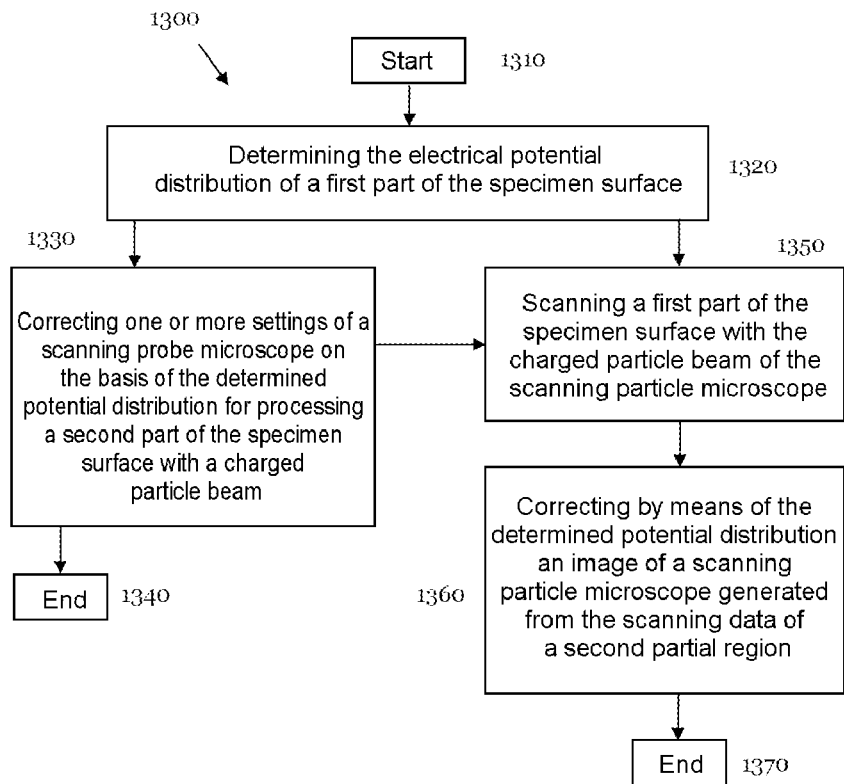 1300
Start
1310
Determining the electrical potential
distribution of a first part of the specimen surface
1320
1330
Correcting one or more settings of a
scanning probe microscope on
the basis of the determined
potential distribution for processing
a second part of the specimen
surface with a charged
particle beam
End
1340
1350
Scanning a first part of the
specimen surface with the
charged particle beam of the
scanning particle microscope
Correcting by means of the
determined potential distribution
an image of a scanning
particle microscope generated
from the scanning data of
a second partial region
1360
End
1370